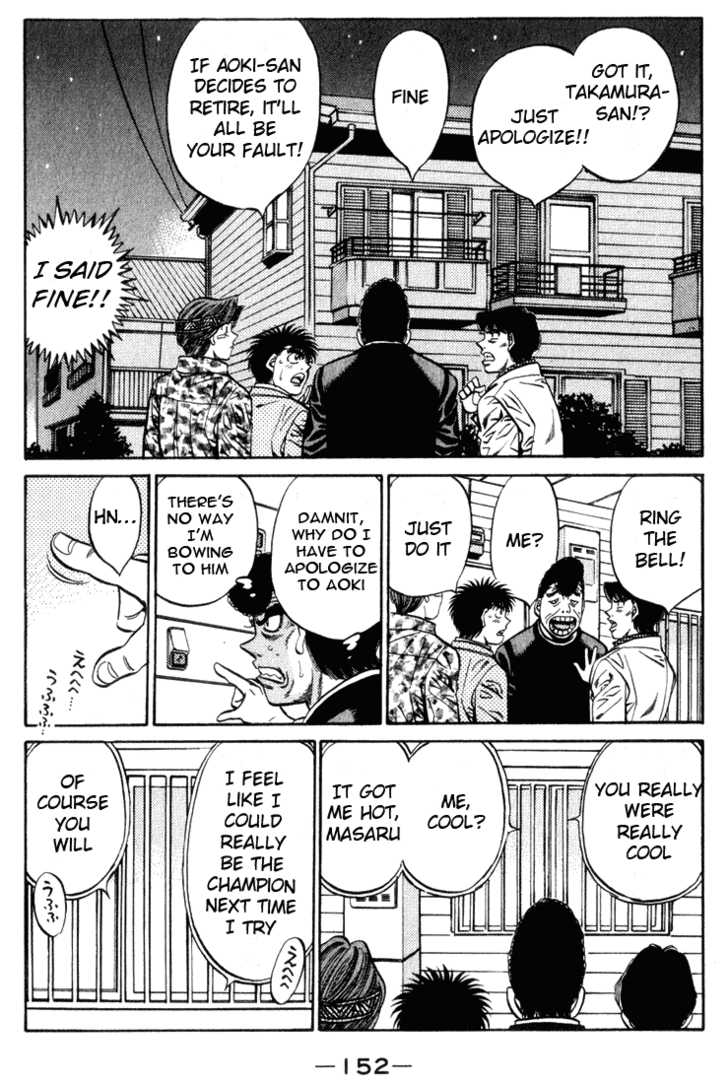 GOT IT,
TAKAMURA-
SAN!?
JUST
APOLOGIZE!!
FINE
IF AOKI-SAN
DECIDES TO
RETIRE, IT'LL
ALL BE
YOUR FAULT!
I SAID
FINE!!
RING
THE
BELL!
ME?
JUST
DO IT
DAMNIT,
WHY DO I
HAVE TO
APOLOGIZE
TO AOKI
THERE'S
NO WAY
I'M
BOWING
TO HIM
HN...
YOU REALLY
WERE
REALLY
COOL
ME,
COOL?
IT GOT
ME HOT,
MASARU
I FEEL
LIKE I
COULD
REALLY
BE THE
CHAMPION
NEXT TIME
I TRY
OF
COURSE
YOU
WILL
うふふ
—152—